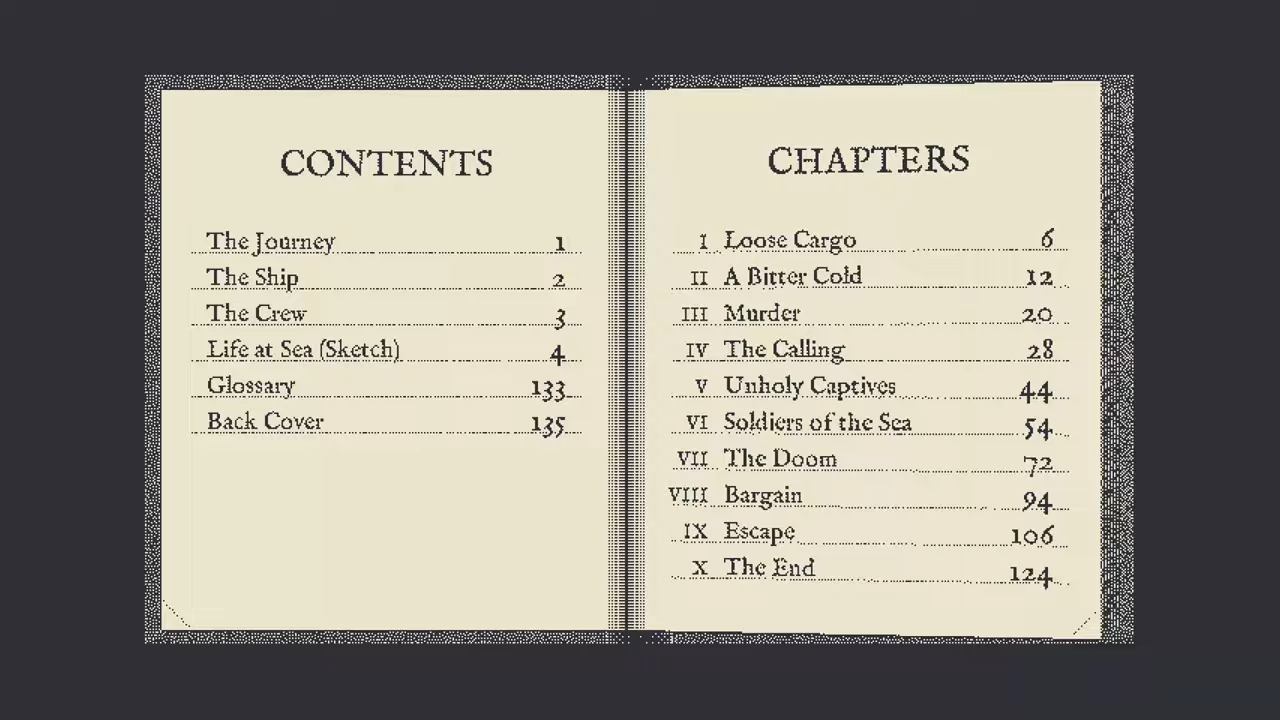 CONTENTS
The Journey 1
The Ship 2
The Crew 3
Life at Sea (Sketch) 4
Glossary 133
Back Cover 135
CHAPTERS
I Loose Cargo 6
II A Bitter Cold 12
III Murder 20
IV The Calling 28
V Unholy Captives 44
VI Soldiers of the Sea 54
VII The Doom 72
VIII Bargain 94
IX Escape 106
X The End 124